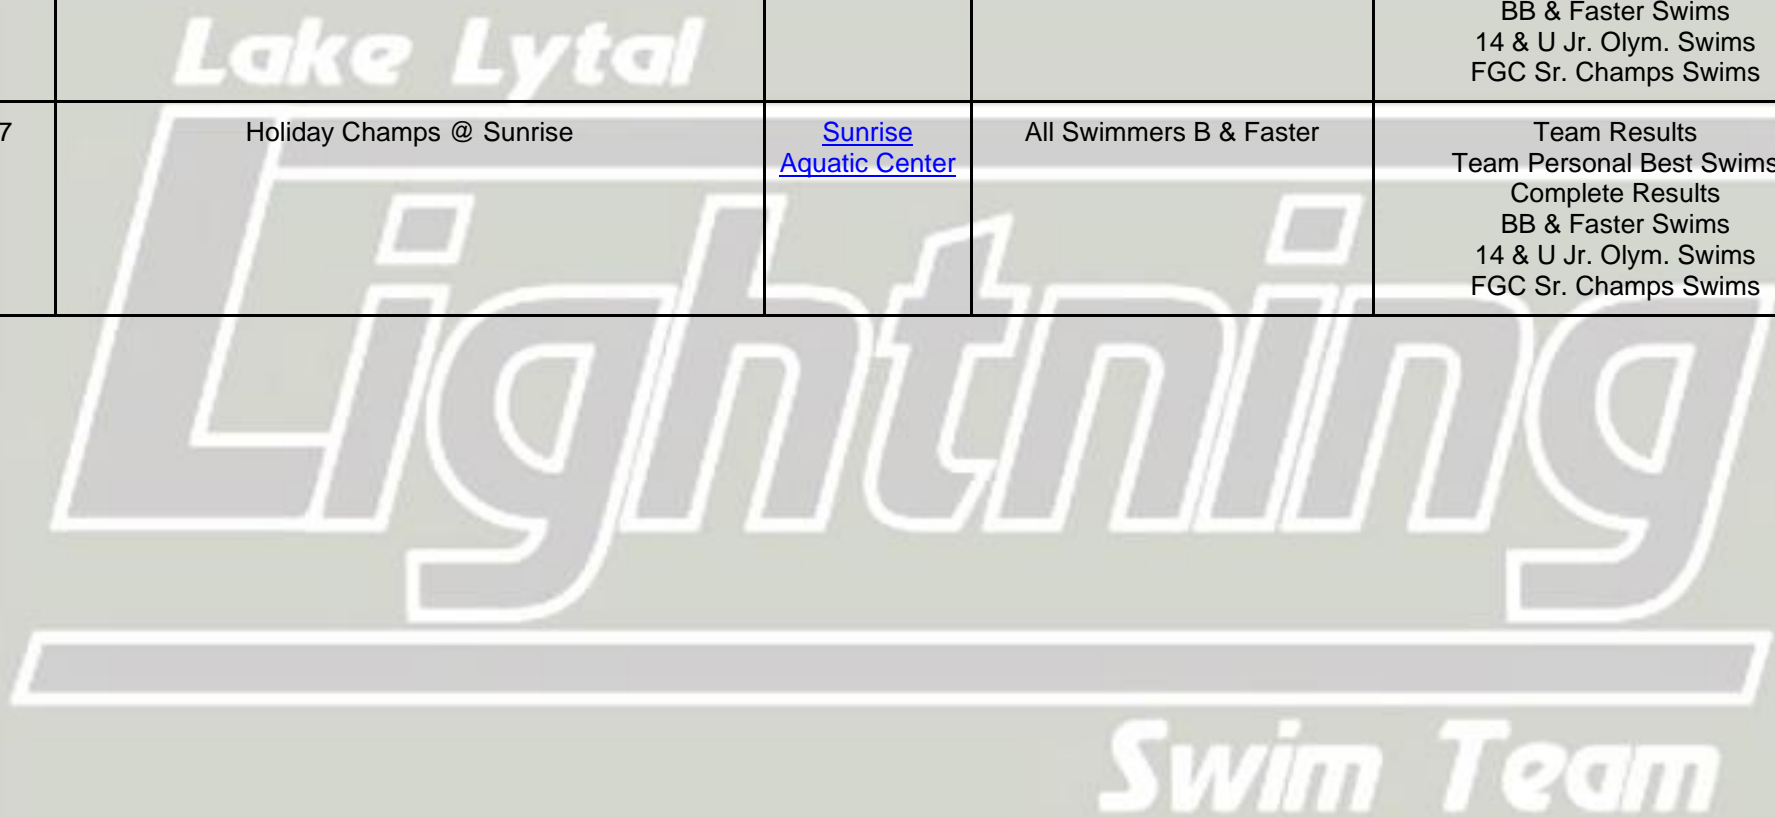 BB & Faster Swims
14 & U Jr. Olym. Swims
FGC Sr. Champs Swims
Lake Lytal
7
Holiday Champs @ Sunrise
Sunrise
Aquatic Center
All Swimmers B & Faster
Team Results
Team Personal Best Swims
Complete Results
BB & Faster Swims
14 & U Jr. Olym. Swims
FGC Sr. Champs Swims
Lightning
Swim Team